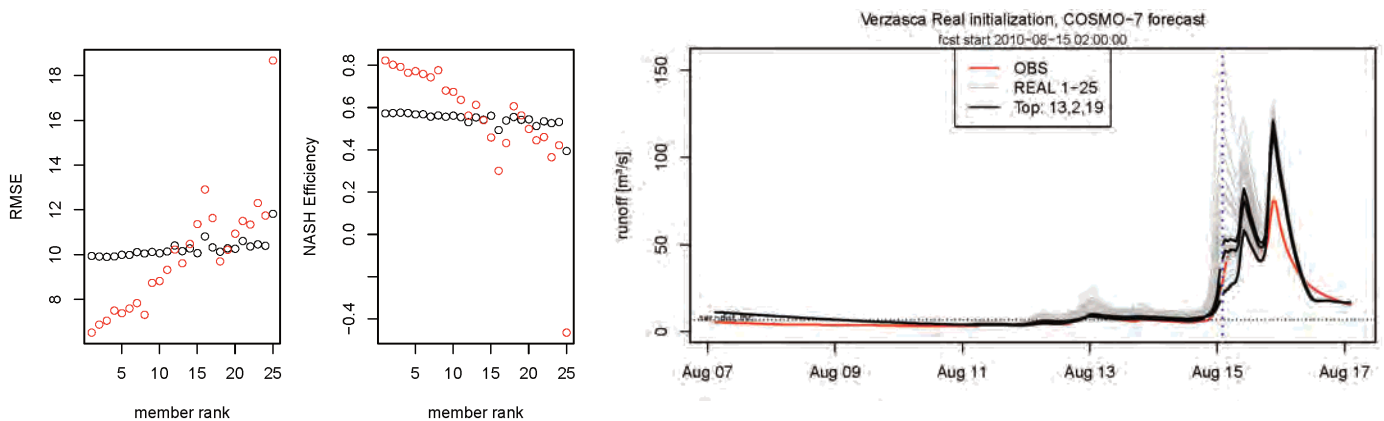 RMSE
18
16
14
12
10
8
5 10 15 20 25
member rank
NASH Efficiency
0.8
0.6
0.4
0.2
0.0
−0.4
5 10 15 20 25
member rank
Verzasca Real initialization, COSMO−7 forecast
fcst start 2010−08−15 02:00:00
OBS
REAL 1−25
Top: 13,2,19
runoff [m³/s]
150
100
50
0
Aug 07 Aug 09 Aug 11 Aug 13 Aug 15 Aug 17